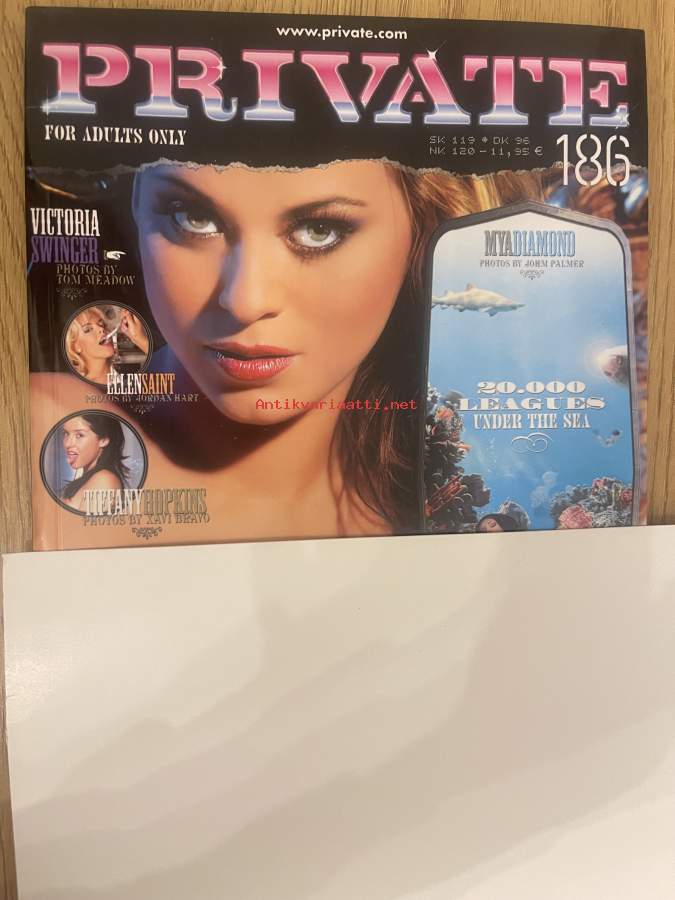 www.private.com
PRIVATE
FOR ADULTS ONLY
SK 119 * DK 96
NK 120 - 11,95 €
186
VICTORIA
SWINGER
PHOTOS BY
TOM MEADOW
ELLENSAINT
PHOTOS BY JORDAN HART
TIFFANYHOPKINS
PHOTOS BY XAVI BRAVO
MYADIAMOND
PHOTOS BY JOHM PALMER
20.000
LEAGUES
UNDER THE SEA
Antikvariaatti.net